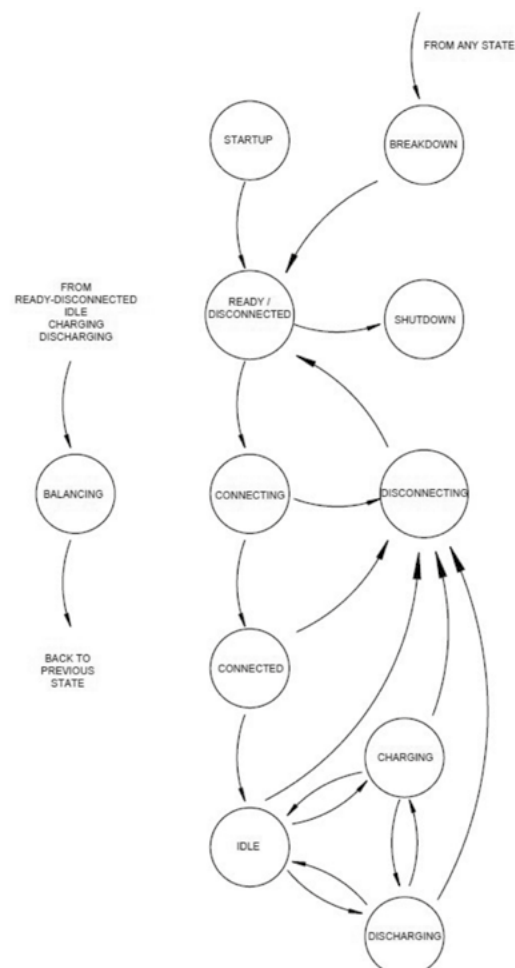 FROM ANY STATE
STARTUP
BREAKDOWN
FROM
READY-DISCONNECTED
IDLE
CHARGING
DISCHARGING
READY /
DISCONNECTED
SHUTDOWN
BALANCING
CONNECTING
DISCONNECTING
BACK TO
PREVIOUS
STATE
CONNECTED
CHARGING
IDLE
DISCHARGING